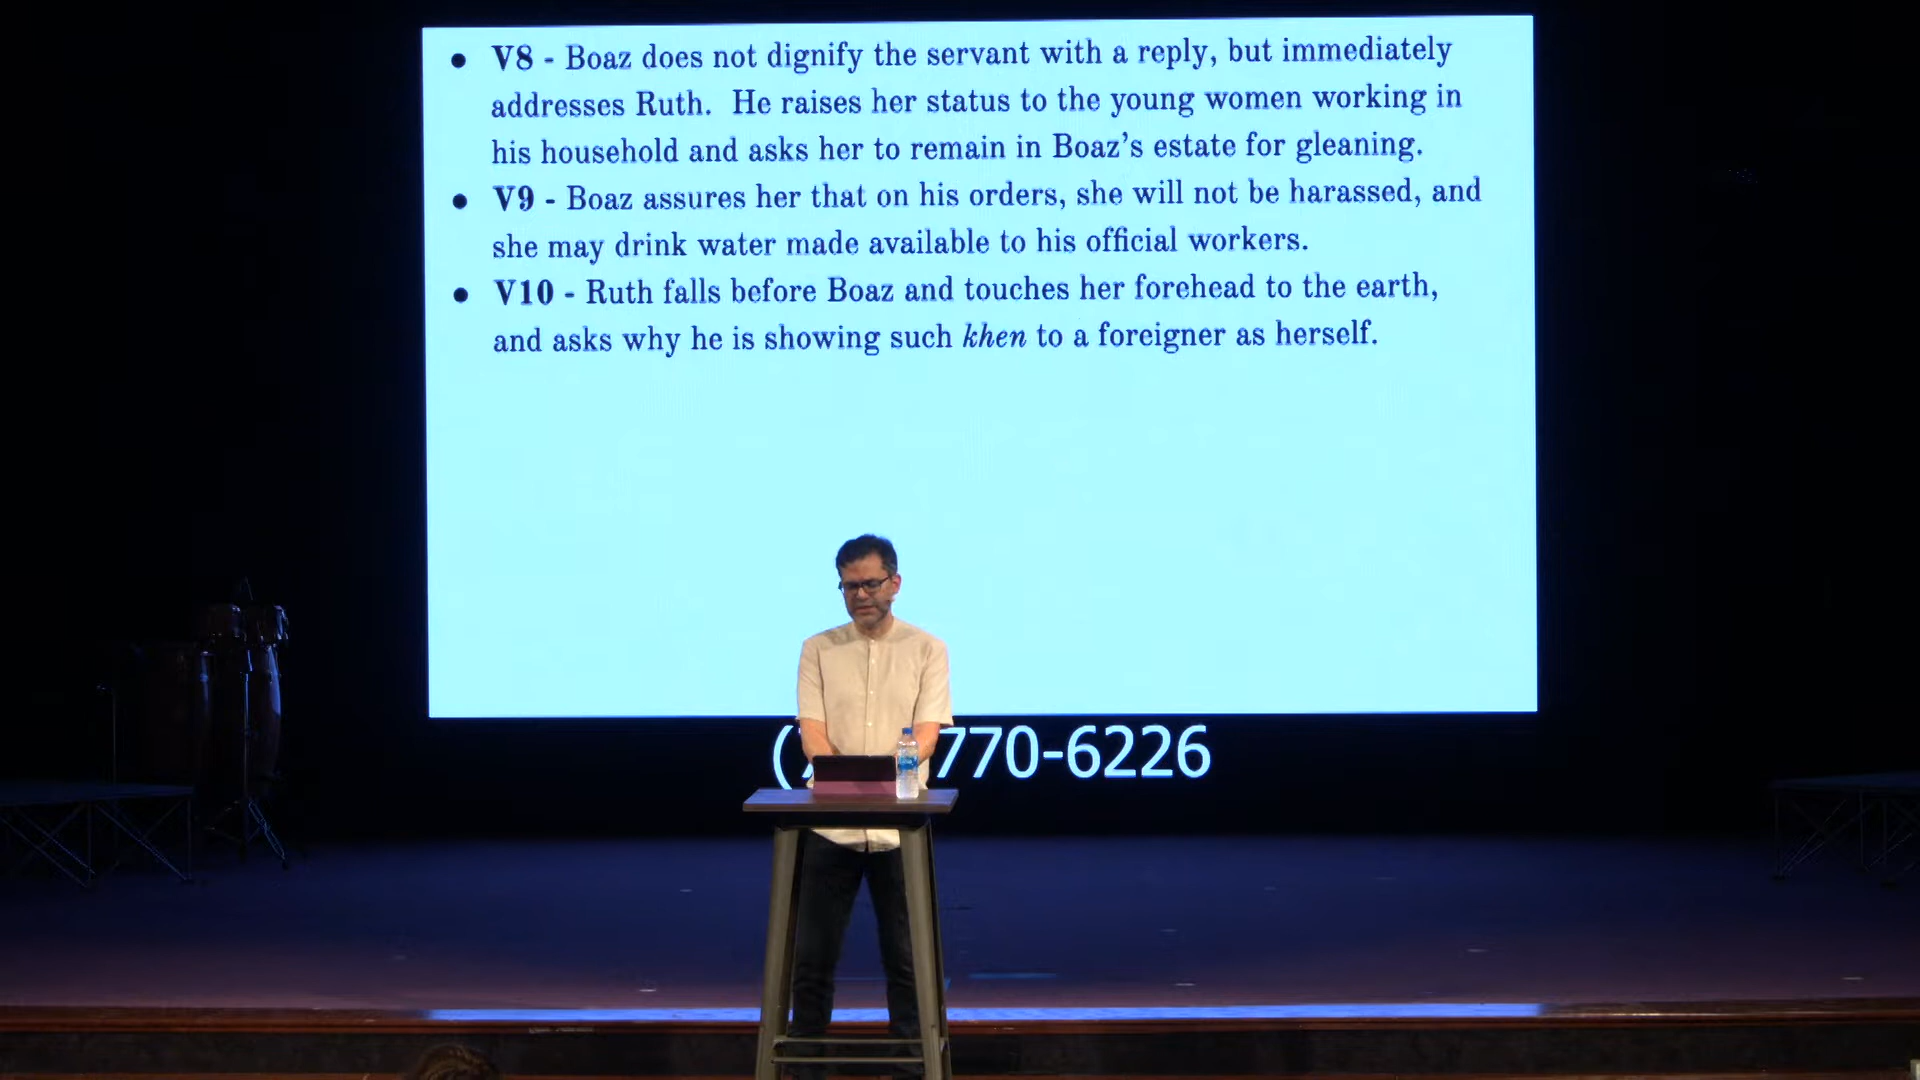 • V8 - Boaz does not dignify the servant with a reply, but immediately
addresses Ruth. He raises her status to the young women working in
his household and asks her to remain in Boaz's estate for gleaning.
• V9 - Boaz assures her that on his orders, she will not be harassed, and
she may drink water made available to his official workers.
• V10 - Ruth falls before Boaz and touches her forehead to the earth,
and asks why he is showing such khen to a foreigner as herself.
( 770-6226